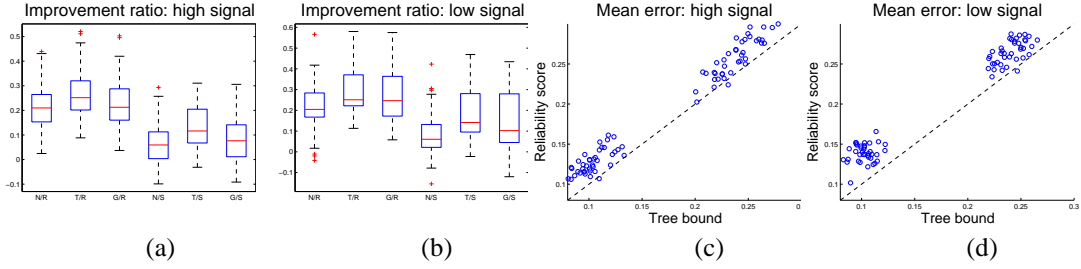 Improvement ratio: high signal
0.5
0.4
0.3
0.2
0.1
0
−0.1
N/R T/R G/R N/S T/S G/S
(a)
Improvement ratio: low signal
0.6
0.5
0.4
0.3
0.2
0.1
0
−0.1
N/R T/R G/R N/S T/S G/S
(b)
Mean error: high signal
Reliability score
0.25
0.2
0.15
0.1
0.1 0.15 0.2 0.25 0
Tree bound
(c)
Mean error: low signal
Reliability score
0.25
0.2
0.15
0.1
0.1 0.15 0.2 0.25 0.3
Tree bound
(d)